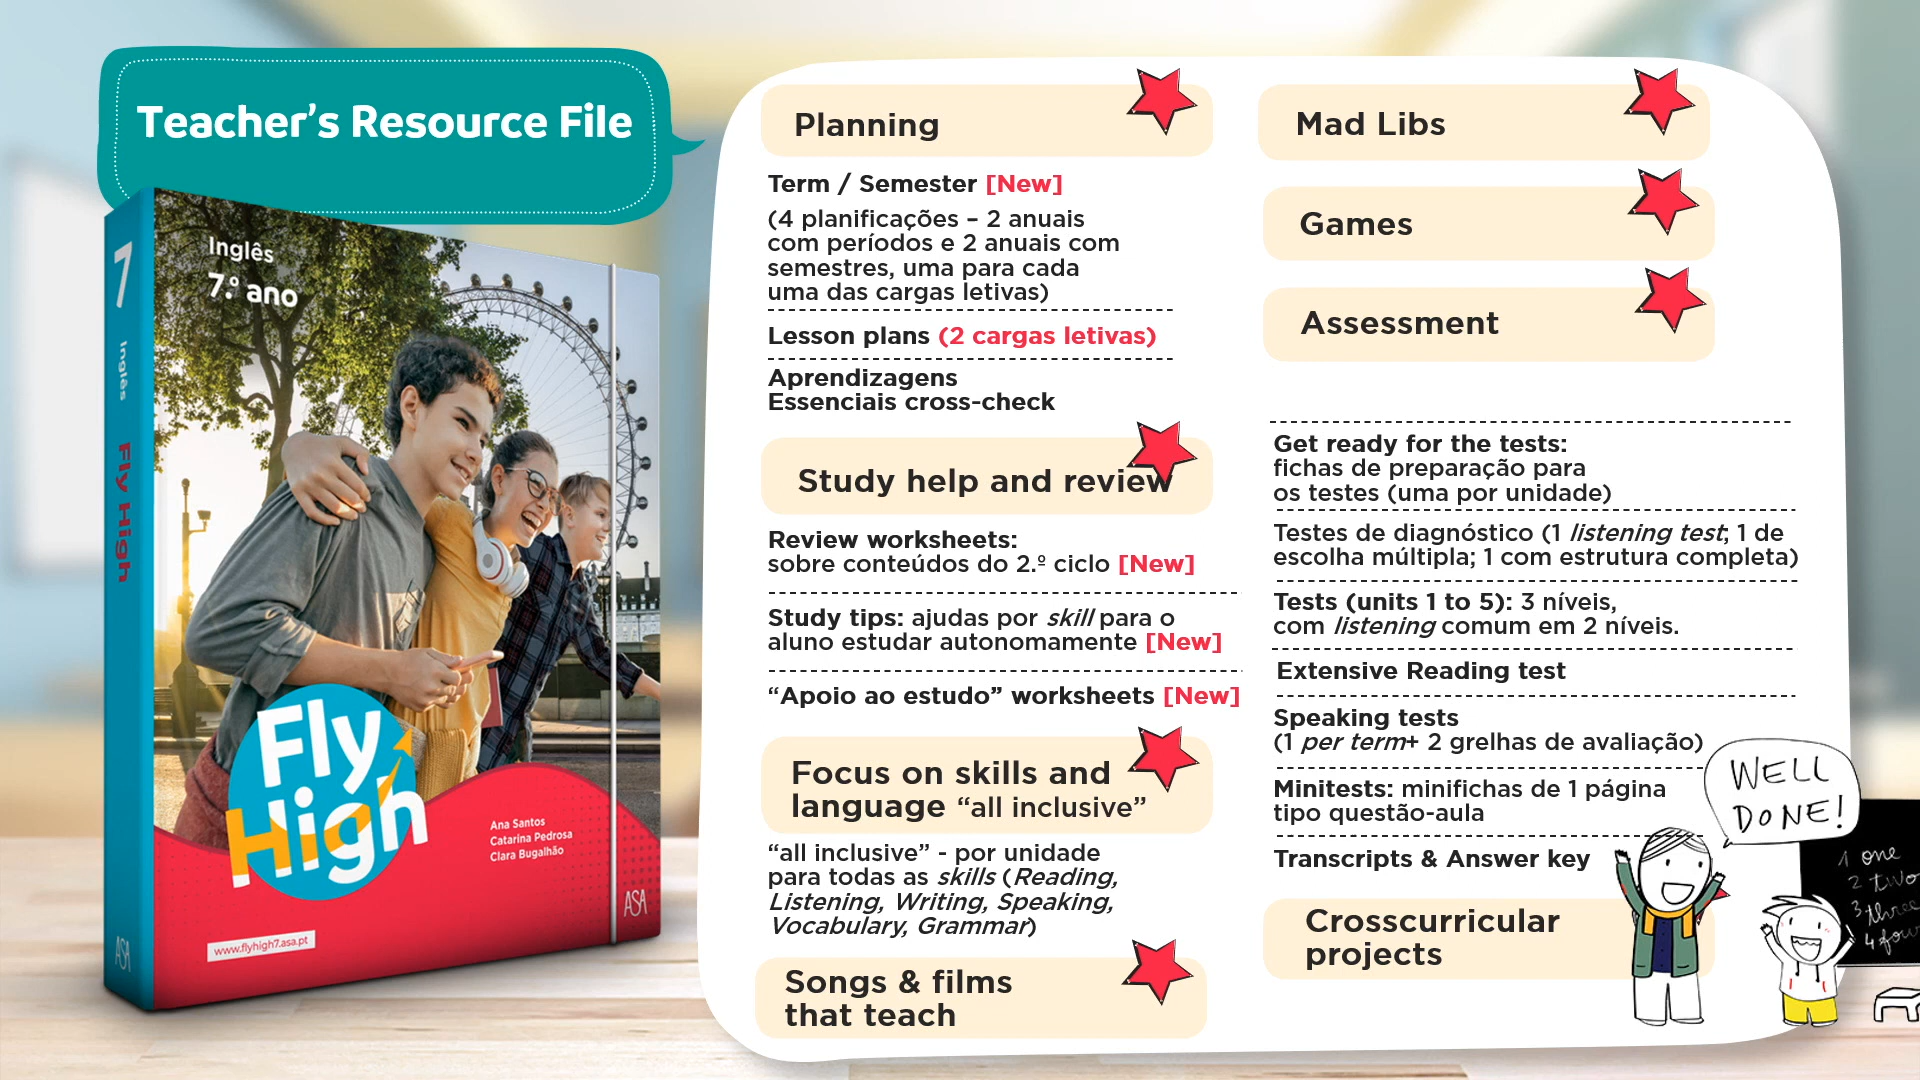 Teacher's Resource File
7
Inglês
Fly High
ASA
Inglês
7.º ano
Fly
High
Ana Santos
Catarina Pedrosa
Clara Bugalhão
ASA
www.flyhigh7.asa.pt
Planning
Term / Semester [New]
(4 planificações – 2 anuais
com períodos e 2 anuais com
semestres, uma para cada
uma das cargas letivas)
Lesson plans (2 cargas letivas)
Aprendizagens
Essenciais cross-check
Study help and review
Review worksheets:
sobre conteúdos do 2.º ciclo [New]
Study tips: ajudas por skill para o
aluno estudar autonomamente [New]
“Apoio ao estudo” worksheets [New]
Focus on skills and
language “all inclusive”
“all inclusive” - por unidade
para todas as skills (Reading,
Listening, Writing, Speaking,
Vocabulary, Grammar)
Songs & films
that teach
Mad Libs
Games
Assessment
Get ready for the tests:
fichas de preparação para
os testes (uma por unidade)
Testes de diagnóstico (1 listening test; 1 de
escolha múltipla; 1 com estrutura completa)
Tests (units 1 to 5): 3 níveis,
com listening comum em 2 níveis.
Extensive Reading test
Speaking tests
(1 per term+ 2 grelhas de avaliação)
Minitests: minifichas de 1 página
tipo questão-aula
Transcripts & Answer key
Crosscurricular
projects
WELL
DONE!
1 one
2 two
3 three
4 four